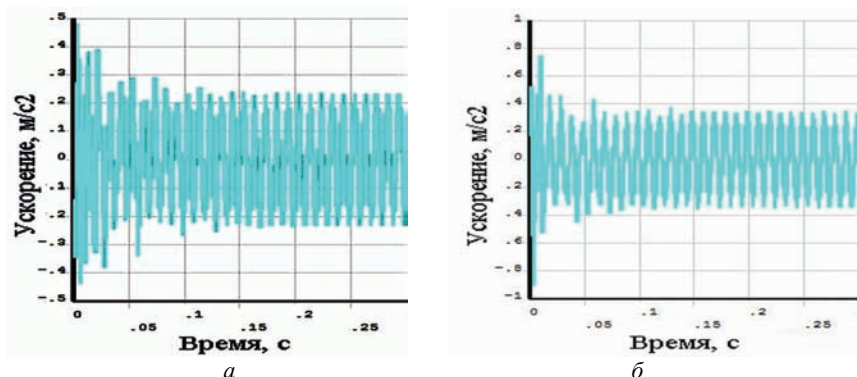 .5
.4
.3
.2
.1
0
-.1
-.2
-.3
-.4
-.5
Ускорение, м/с2
0 .1 .2
.05 .15 .25
Время, с
а
1
.8
.6
.4
.2
0
-.2
-.4
-.6
-.8
-1
Ускорение, м/с2
0 .1 .2
.05 .15 .25
Время, с
б